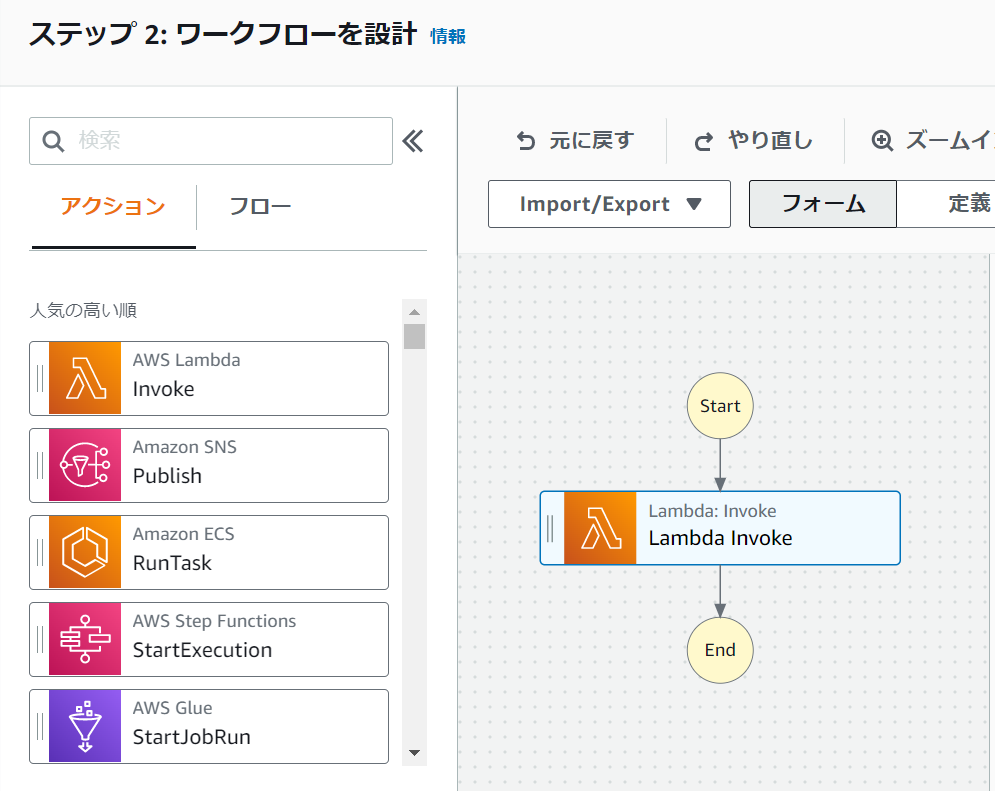 ステップ 2: ワークフローを設計 情報
検索
アクション フロー
人気の高い順
AWS Lambda
Invoke
Amazon SNS
Publish
Amazon ECS
RunTask
AWS Step Functions
StartExecution
AWS Glue
StartJobRun
元に戻す やり直し ズームイ
Import/Export フォーム 定義
Start
Lambda: Invoke
Lambda Invoke
End